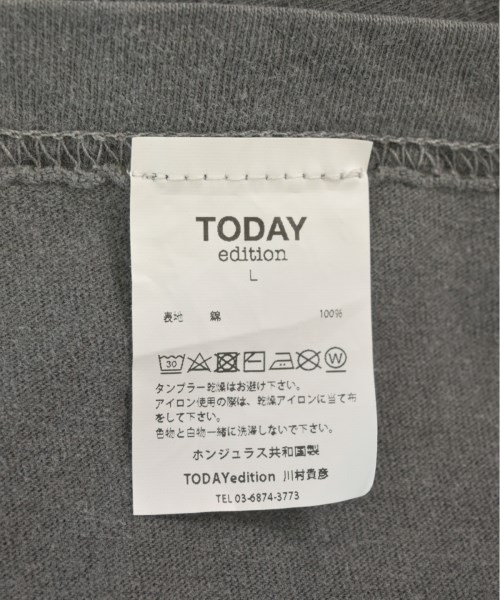 TODAY
edition
L
表地 錦 100%
30 W
タンブラー乾燥はお避け下さい。
アイロン使用の際は、乾燥アイロンに当て布
をして下さい。
色物と白物一緒に洗滞しないで下さい。
ホンジュラス共和国製
TODAYedition 川村貴彦
TEL 03-6874-3773